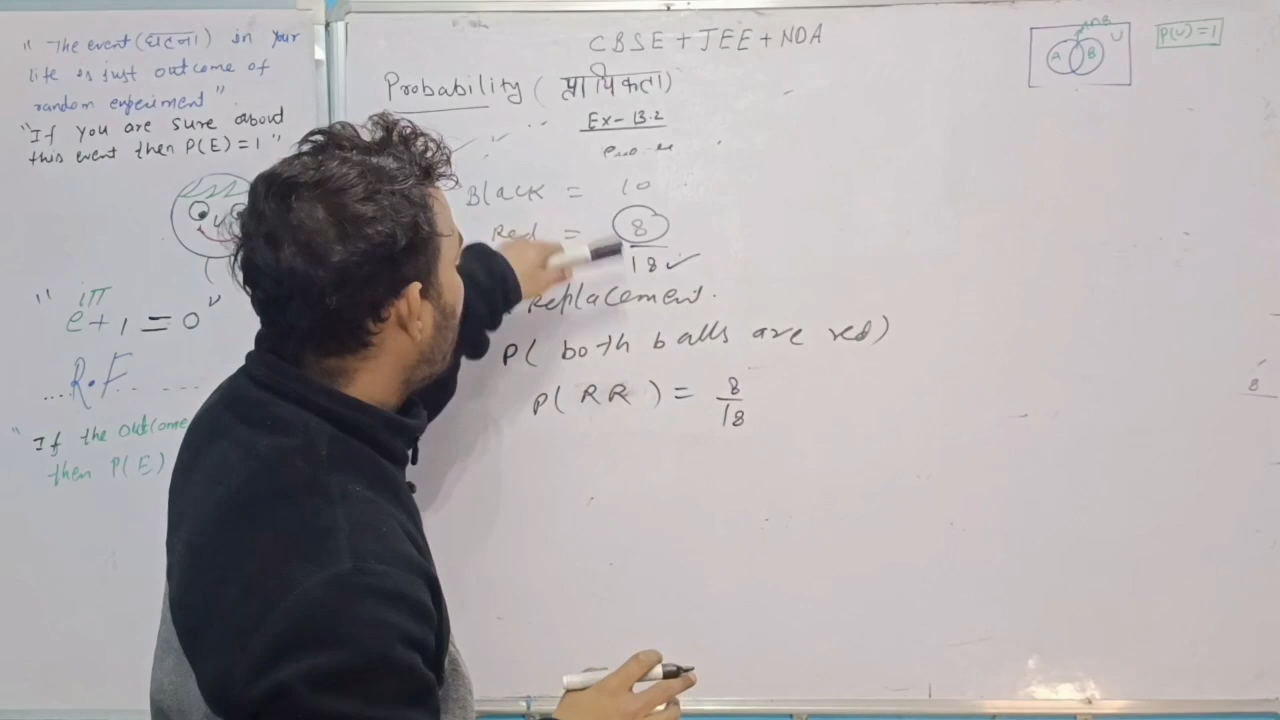 " The event (घटना) in your
life is just outcome of
random experiment"
"If you are sure about
this event then P(E) = 1 "
" e^iπ + 1 = 0 "
... R.F ......
" If the outcome
then P(E)
CBSE + JEE + NDA
Probability ( प्रायिकता)
Ex - 13.2
Black = 10
Red = 8
18 ✓
Replacement.
P( both balls are red)
P( RR ) = 8/18
A B U
P(U) = 1
8